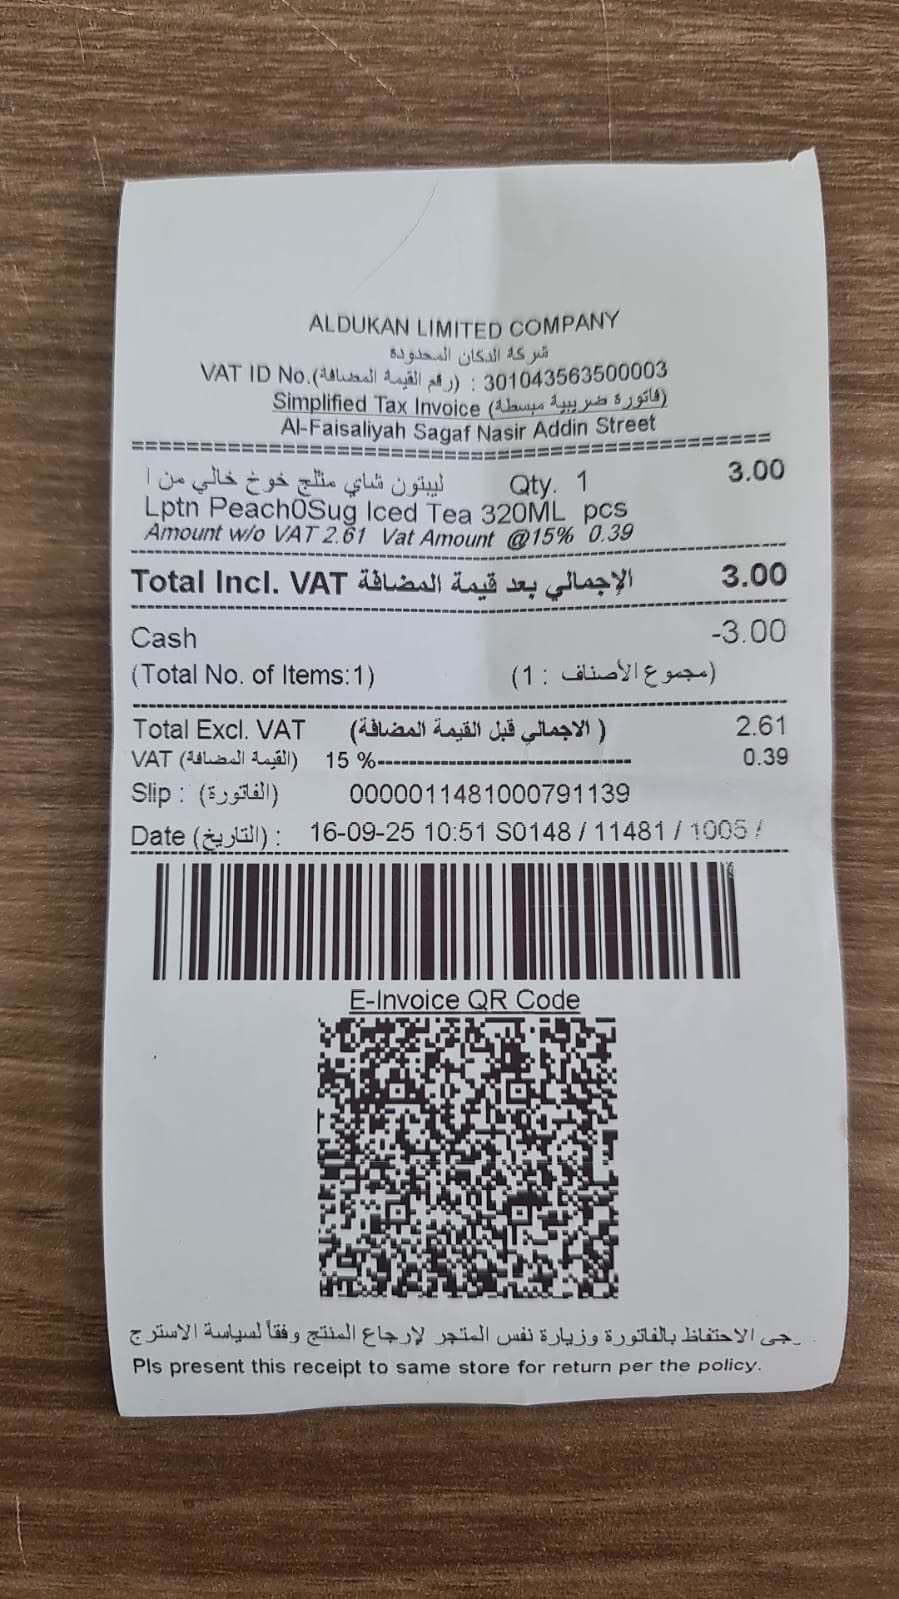 ALDUKAN LIMITED COMPANY
شركة الدكان المحدودة
VAT ID No.(رقم القيمة المضافة) : 301043563500003
Simplified Tax Invoice (فاتورة ضريبية مبسطة)
Al-Faisaliyah Sagaf Nasir Addin Street
ليبتون شاي مثلج خوخ خالي من ا Qty. 1 3.00
Lptn Peach0Sug Iced Tea 320ML pcs
Amount w/o VAT 2.61 Vat Amount @15% 0.39
Total Incl. VAT الإجمالي بعد قيمة المضافة 3.00
Cash -3.00
(Total No. of Items:1) (مجموع الأصناف : 1)
Total Excl. VAT (الاجمالي قبل القيمة المضافة ) 2.61
VAT (القيمة المضافة) 15 %------------------------------------ 0.39
Slip : (الفاتورة) 0000011481000791139
Date (التاريخ) : 16-09-25 10:51 S0148 / 11481 / 1005 /
E-Invoice QR Code
رجى الاحتفاظ بالفاتورة وزيارة نفس المتجر لإرجاع المنتج وفقاً لسياسة الاسترج
Pls present this receipt to same store for return per the policy.